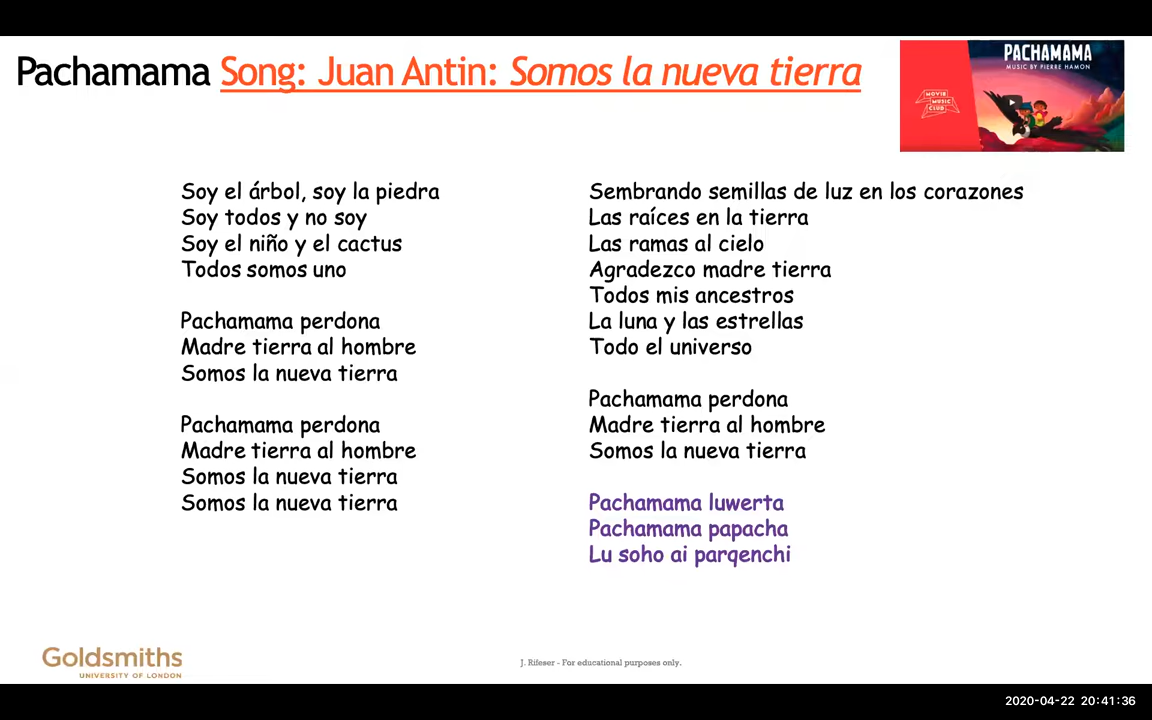 Pachamama Song: Juan Antin: Somos la nueva tierra
PACHAMAMA
MUSIC BY PIERRE HAMON
MOVIE
MUSIC
CLUB
Soy el árbol, soy la piedra
Soy todos y no soy
Soy el niño y el cactus
Todos somos uno
Pachamama perdona
Madre tierra al hombre
Somos la nueva tierra
Pachamama perdona
Madre tierra al hombre
Somos la nueva tierra
Somos la nueva tierra
Sembrando semillas de luz en los corazones
Las raíces en la tierra
Las ramas al cielo
Agradezco madre tierra
Todos mis ancestros
La luna y las estrellas
Todo el universo
Pachamama perdona
Madre tierra al hombre
Somos la nueva tierra
Pachamama luwerta
Pachamama papacha
Lu soho ai parqenchi
Goldsmiths
UNIVERSITY OF LONDON
J. Rifeser - For educational purposes only.
2020-04-22 20:41:36